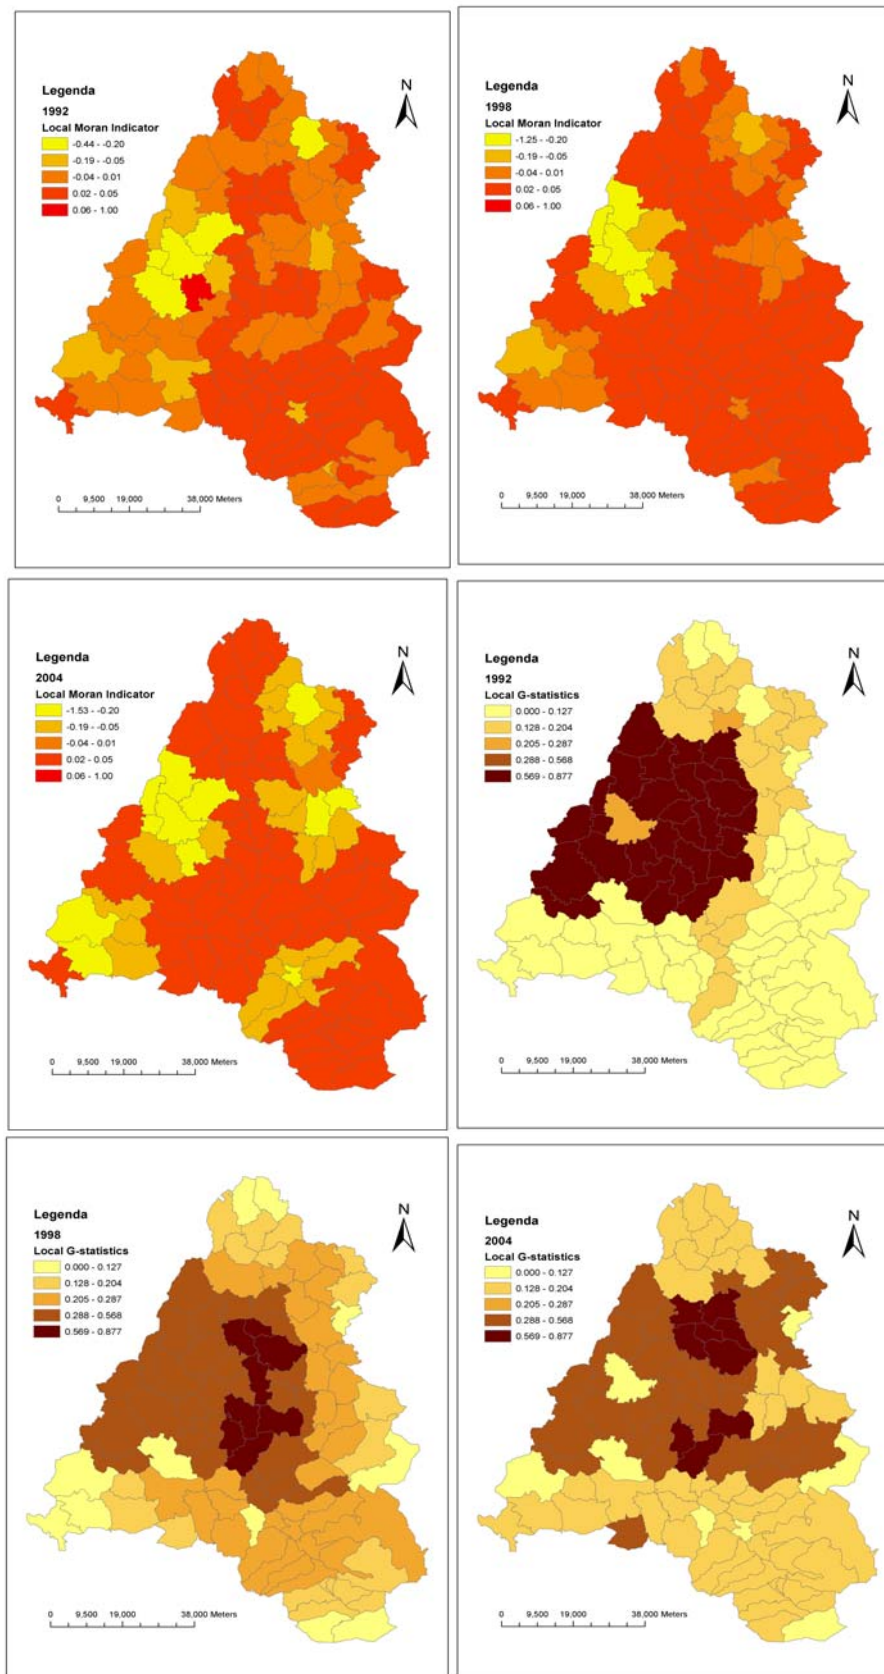 Legenda
1992
Local Moran Indicator
-0.44 - -0.20
-0.19 - -0.05
-0.04 - 0.01
0.02 - 0.05
0.06 - 1.00
N
0 9,500 19,000 38,000 Meters
Legenda
1998
Local Moran Indicator
-1.25 - -0.20
-0.19 - -0.05
-0.04 - 0.01
0.02 - 0.05
0.06 - 1.00
N
0 9,500 19,000 38,000 Meters
Legenda
2004
Local Moran Indicator
-1.53 - -0.20
-0.19 - -0.05
-0.04 - 0.01
0.02 - 0.05
0.06 - 1.00
N
0 9,500 19,000 38,000 Meters
Legenda
1992
Local G-statistics
0.000 - 0.127
0.128 - 0.204
0.205 - 0.287
0.288 - 0.568
0.569 - 0.877
N
0 9,500 19,000 38,000 Meters
Legenda
1998
Local G-statistics
0.000 - 0.127
0.128 - 0.204
0.205 - 0.287
0.288 - 0.568
0.569 - 0.877
N
0 9,500 19,000 38,000 Meters
Legenda
2004
Local G-statistics
0.000 - 0.127
0.128 - 0.204
0.205 - 0.287
0.288 - 0.568
0.569 - 0.877
N
0 9,500 19,000 38,000 Meters